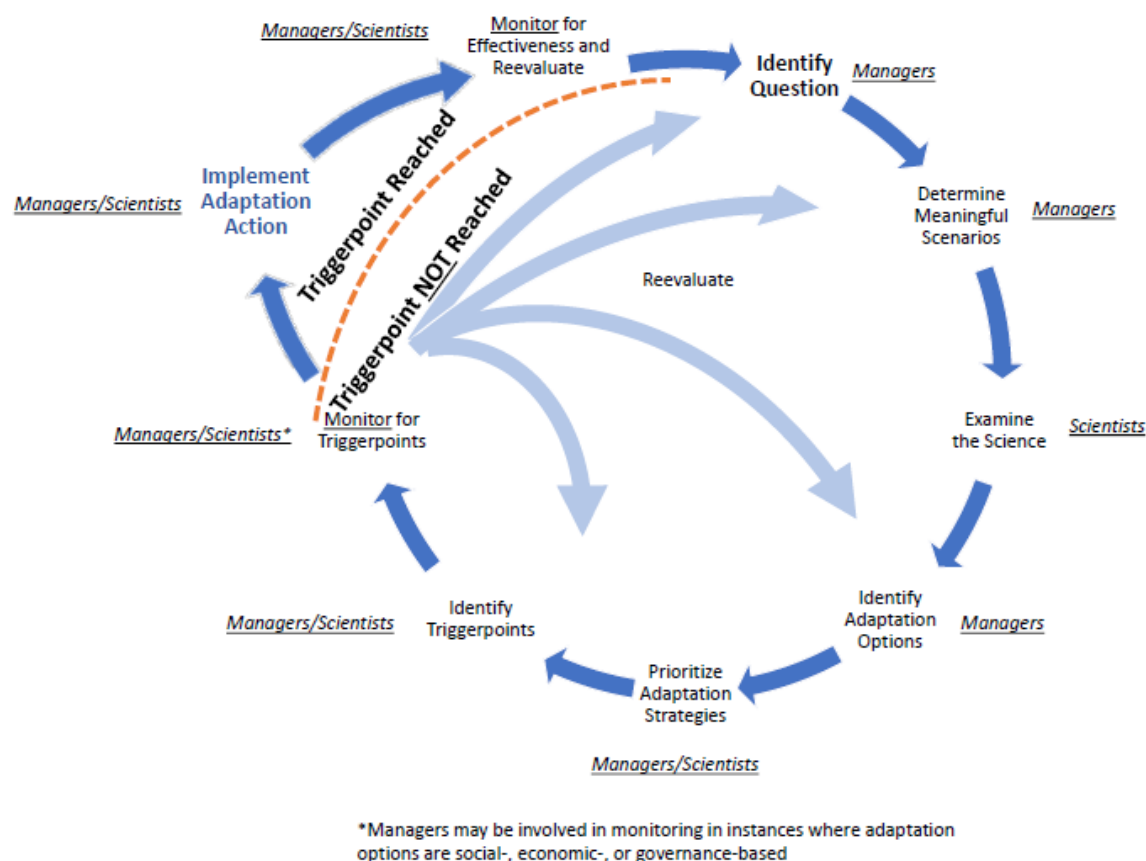 Managers/Scientists
Monitor for
Effectiveness and
Reevaluate
Identify
Question
Managers
Triggerpoint Reached
Implement
Adaptation
Action
Managers/Scientists
Triggerpoint NOT Reached
Determine
Meaningful
Scenarios
Managers
Reevaluate
Managers/Scientists*
Monitor for
Triggerpoints
Examine
the Science
Scientists
Managers/Scientists
Identify
Triggerpoints
Identify
Adaptation
Options
Managers
Prioritize
Adaptation
Strategies
Managers/Scientists
*Managers may be involved in monitoring in instances where adaptation
options are social-, economic-, or governance-based